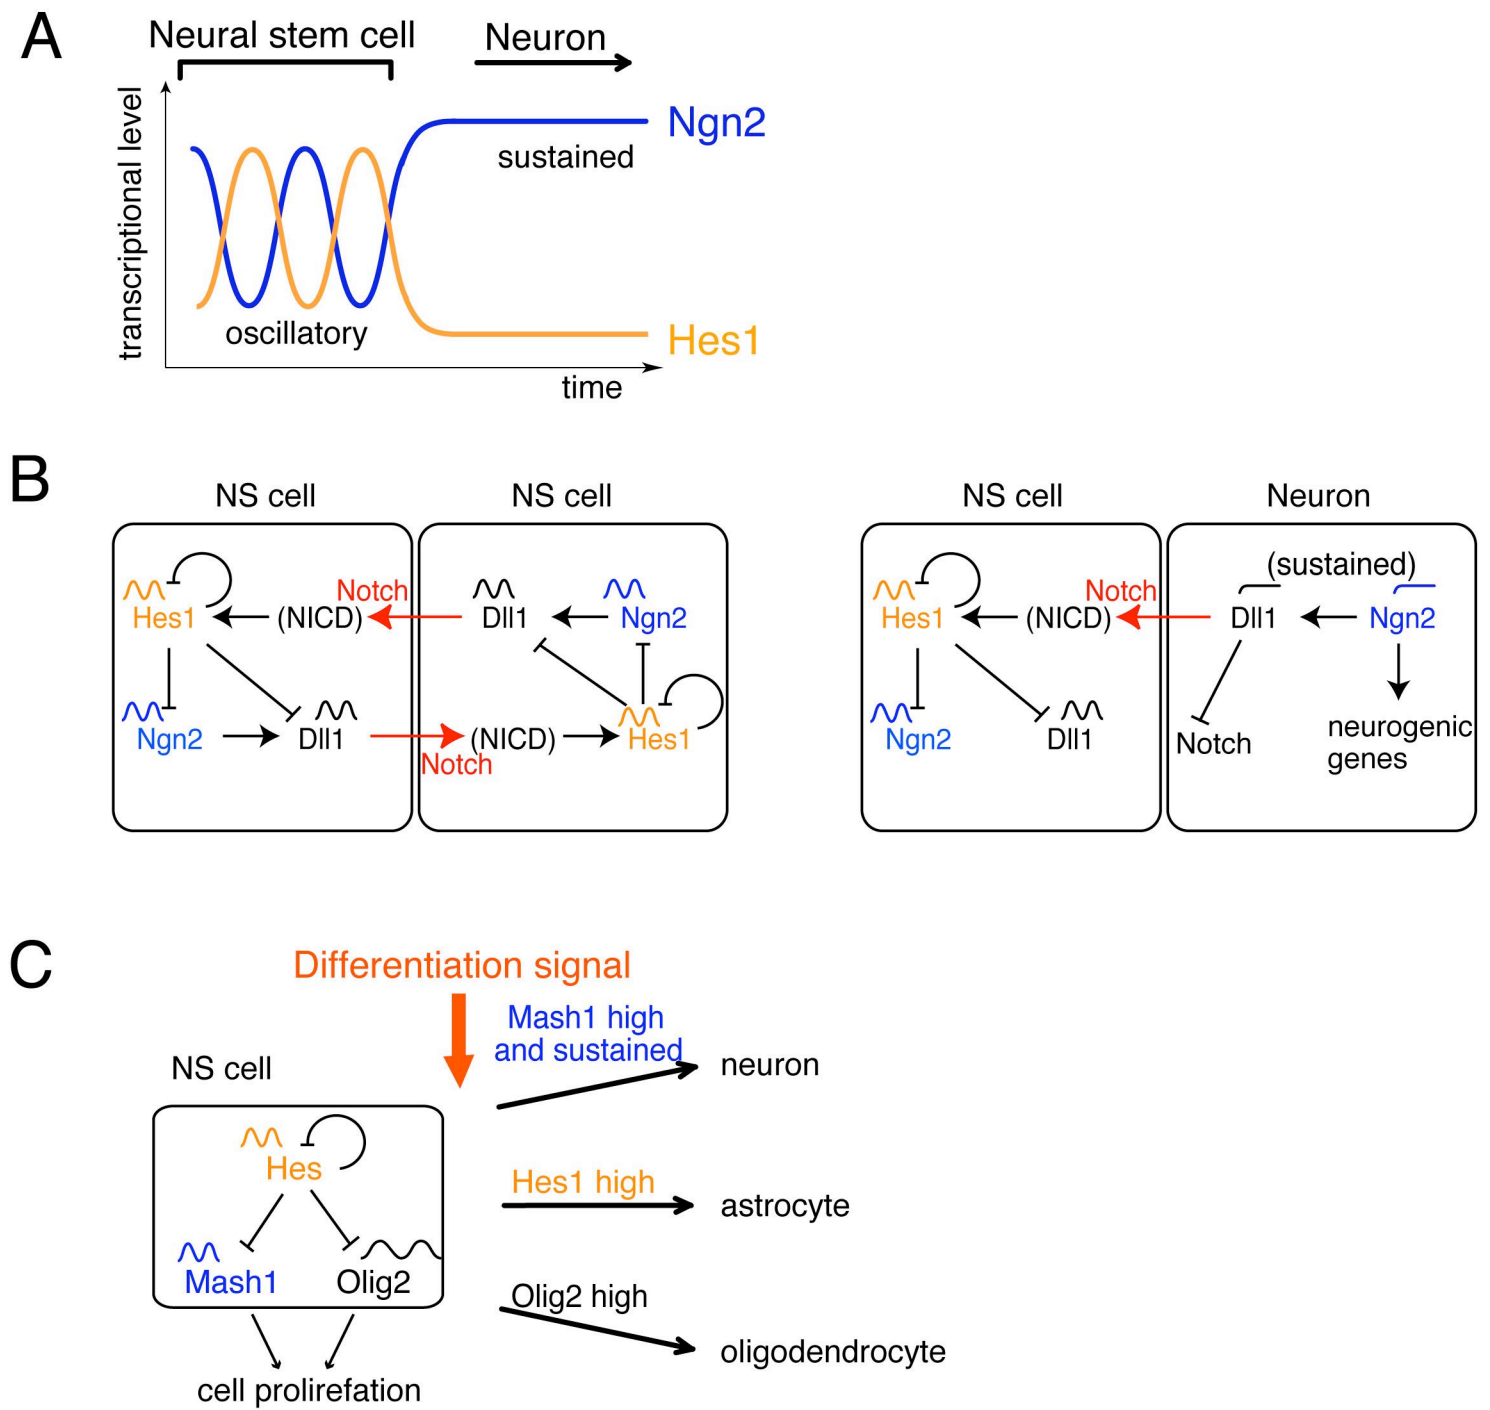 A
Neural stem cell
Neuron
transcriptional level
Ngn2
sustained
oscillatory
Hes1
time
B
NS cell
NS cell
Notch
Hes1
(NICD)
Dll1
Ngn2
Ngn2
Dll1
(NICD)
Hes1
Notch
NS cell
Neuron
(sustained)
Notch
Hes1
(NICD)
Dll1
Ngn2
Ngn2
Dll1
Notch
neurogenic
genes
C
Differentiation signal
Mash1 high
and sustained
neuron
NS cell
Hes
Hes1 high
astrocyte
Mash1
Olig2
Olig2 high
oligodendrocyte
cell prolirefation